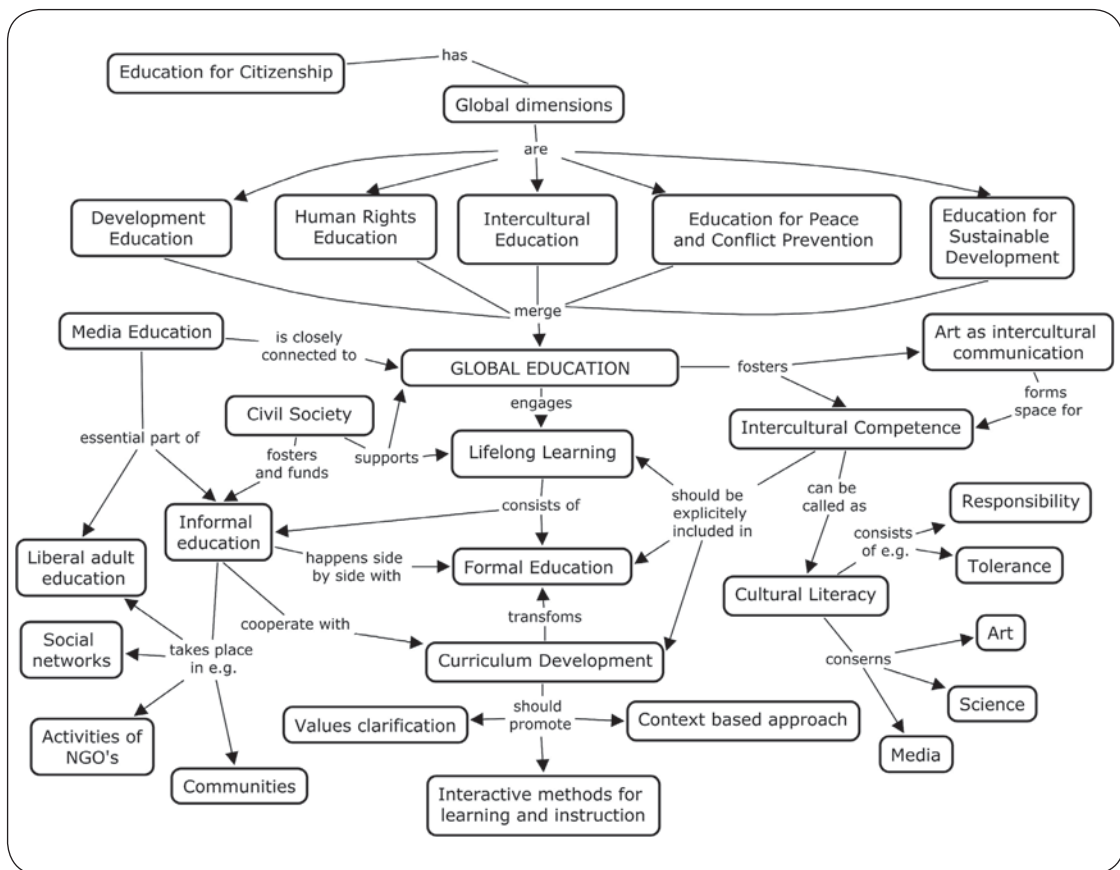 has
Education for Citizenship
Global dimensions
are
Development
Education
Human Rights
Education
Intercultural
Education
Education for Peace
and Conflict Prevention
Education for
Sustainable
Development
merge
Media Education
is closely
connected to
GLOBAL EDUCATION
fosters
Art as intercultural
communication
forms
space for
engages
Civil Society
Intercultural Competence
essential part of
fosters
and funds
supports
Lifelong Learning
should be
explicitely
included in
can be
called as
Responsibility
consists of
Informal
education
happens side
by side with
Formal Education
consists
of e.g.
Tolerance
Liberal adult
education
Cultural Literacy
transfoms
cooperate with
Social
networks
takes place
in e.g.
Curriculum Development
Art
conserns
should
promote
Values clarification
Context based approach
Science
Activities of
NGO's
Media
Communities
Interactive methods for
learning and instruction